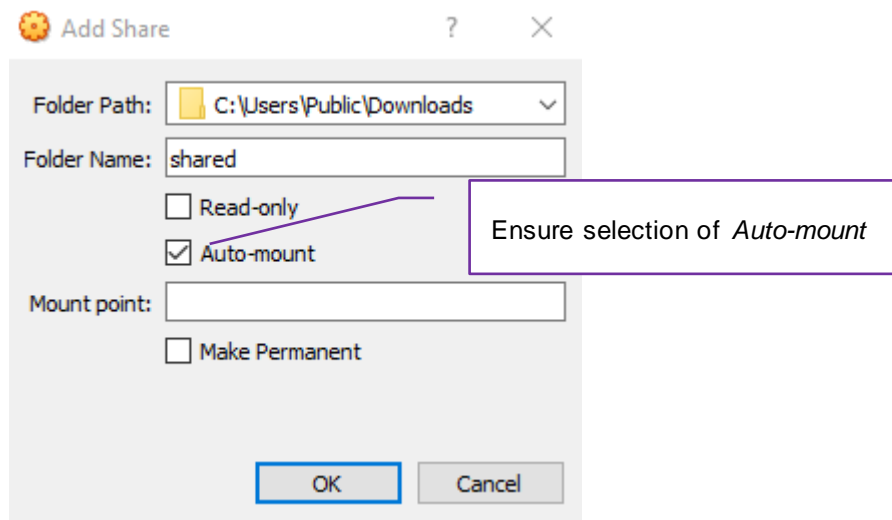 Add Share ? ×
Folder Path: C:\Users\Public\Downloads
Folder Name: shared
Read-only
Ensure selection of Auto-mount
Auto-mount
Mount point:
Make Permanent
OK Cancel